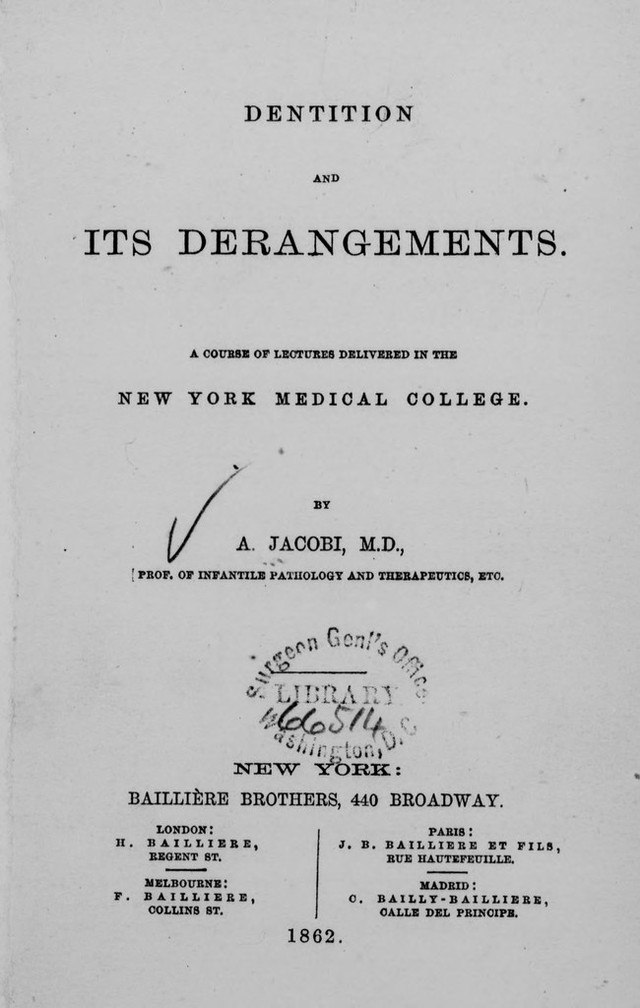 DENTITION
AND
ITS DERANGEMENTS.
A COURSE OF LECTURES DELIVERED IN THE
NEW YORK MEDICAL COLLEGE.
BY
A. JACOBI, M.D.,
PROF. OF INFANTILE PATHOLOGY AND THERAPEUTICS, ETC.
Surgeon Genl's Office
LIBRARY
Washington, D.C.
NEW YORK:
BAILLIÈRE BROTHERS, 440 BROADWAY.
LONDON:
H. BAILLIERE,
REGENT ST.
MELBOURNE:
F. BAILLIERE,
COLLINS ST.
PARIS:
J. B. BAILLIERE ET FILS,
RUE HAUTEFEUILLE.
MADRID:
C. BAILLY-BAILLIERE,
CALLE DEL PRINCIPE.
1862.